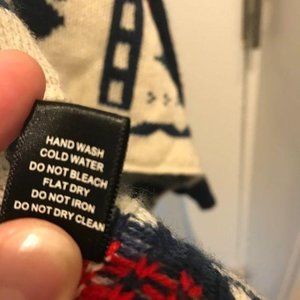 HAND WASH
COLD WATER
DO NOT BLEACH
FLAT DRY
DO NOT IRON
DO NOT DRY CLEAN